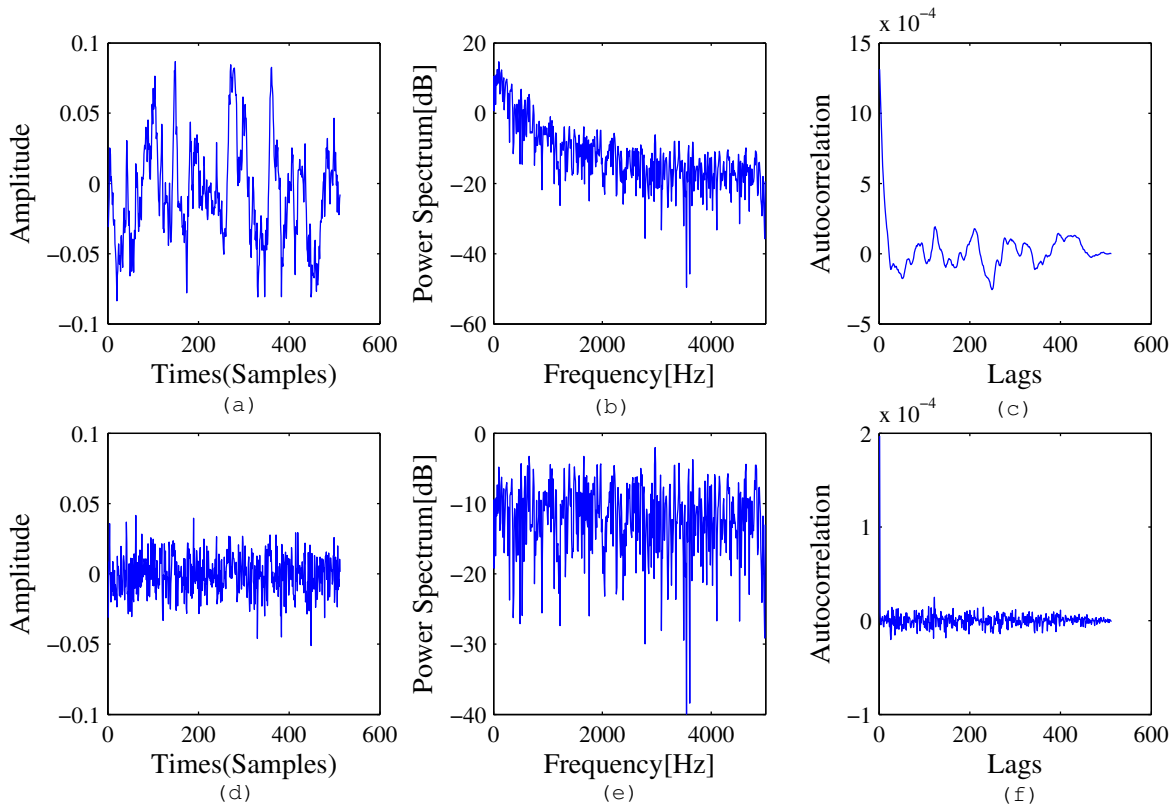 0.1
0.05
0
−0.05
−0.1
0 200 400 600
Amplitude
Times(Samples)
(a)
20
0
−20
−40
−60
0 2000 4000
Power Spectrum[dB]
Frequency[Hz]
(b)
x 10−4
15
10
5
0
−5
0 200 400 600
Autocorrelation
Lags
(c)
0.1
0.05
0
−0.05
−0.1
0 200 400 600
Amplitude
Times(Samples)
(d)
0
−10
−20
−30
−40
0 2000 4000
Power Spectrum[dB]
Frequency[Hz]
(e)
x 10−4
2
1
0
−1
0 200 400 600
Autocorrelation
Lags
(f)